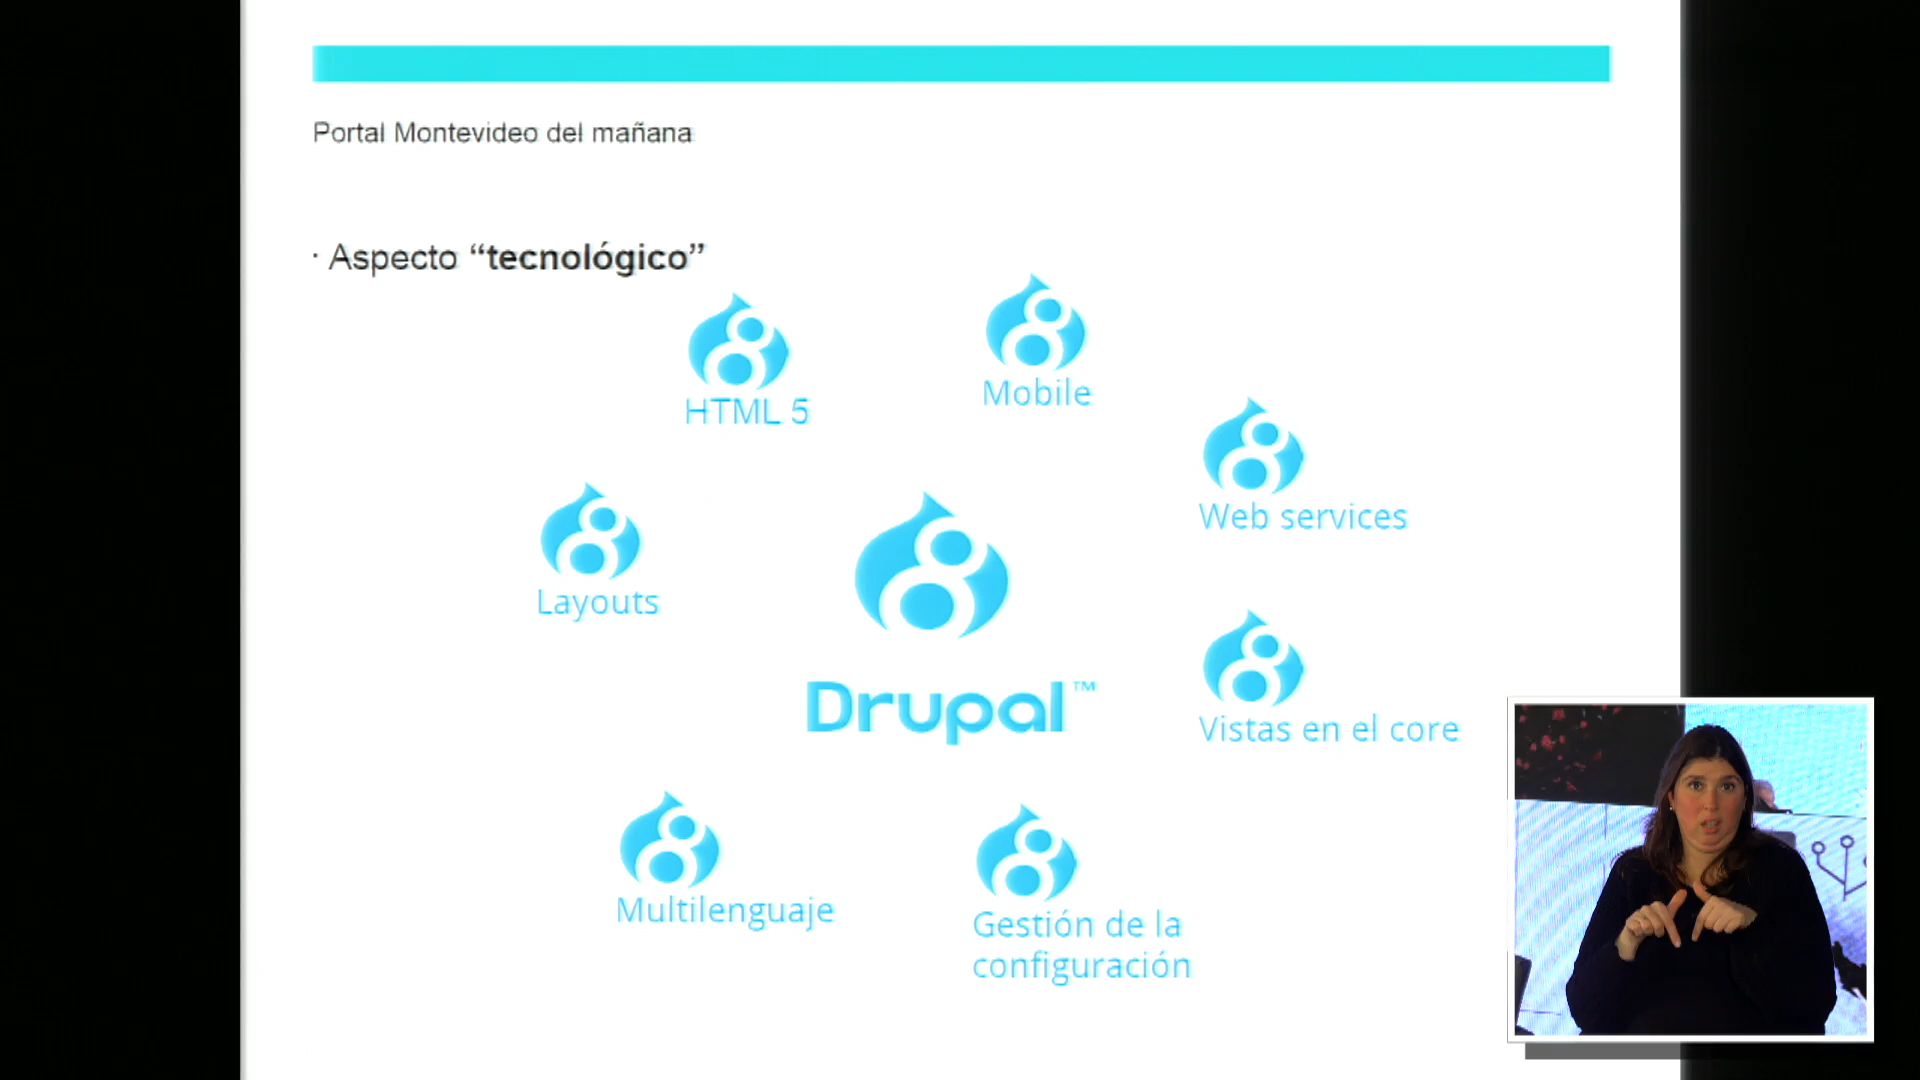 Portal Montevideo del mañana
· Aspecto “tecnológico”
HTML 5
Mobile
Web services
Layouts
Drupal™
Vistas en el core
Multilenguaje
Gestión de la
configuración